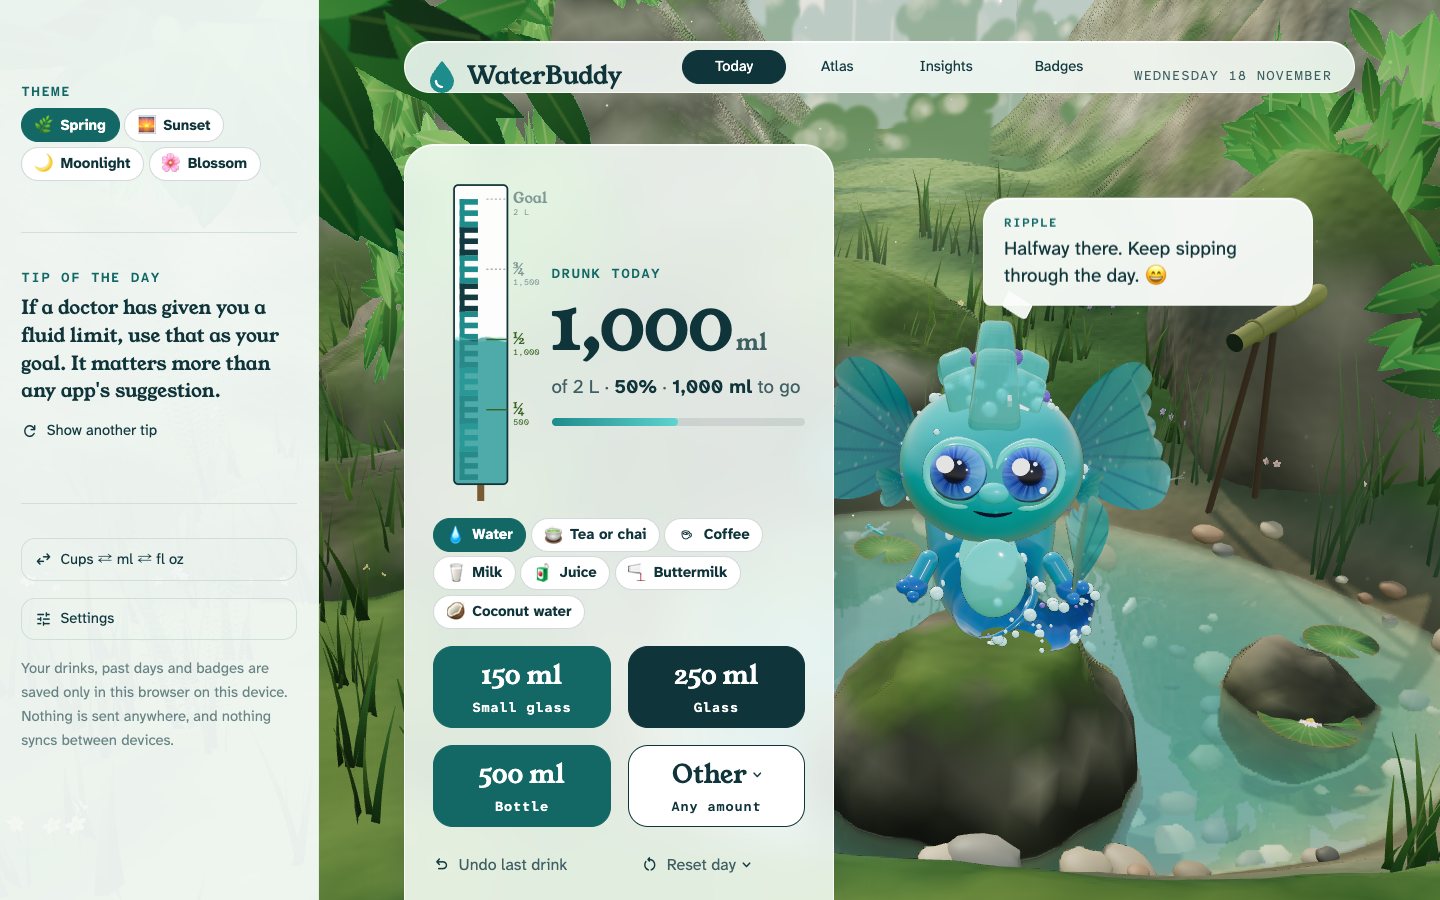 THEME
🌿 Spring
🌇 Sunset
🌙 Moonlight
🌸 Blossom
TIP OF THE DAY
If a doctor has given you a
fluid limit, use that as your
goal. It matters more than
any app's suggestion.
Show another tip
Cups ⇄ ml ⇄ fl oz
Settings
Your drinks, past days and badges are
saved only in this browser on this device.
Nothing is sent anywhere, and nothing
syncs between devices.
WaterBuddy
Today
Atlas
Insights
Badges
WEDNESDAY 18 NOVEMBER
Goal
2 L
¾
1,500
½
1,000
¼
500
DRUNK TODAY
1,000 ml
of 2 L · 50% · 1,000 ml to go
💧 Water
🍵 Tea or chai
☕ Coffee
🥛 Milk
🧃 Juice
Buttermilk
🥥 Coconut water
150 ml
Small glass
250 ml
Glass
500 ml
Bottle
Other
Any amount
Undo last drink
Reset day
RIPPLE
Halfway there. Keep sipping
through the day. 😄